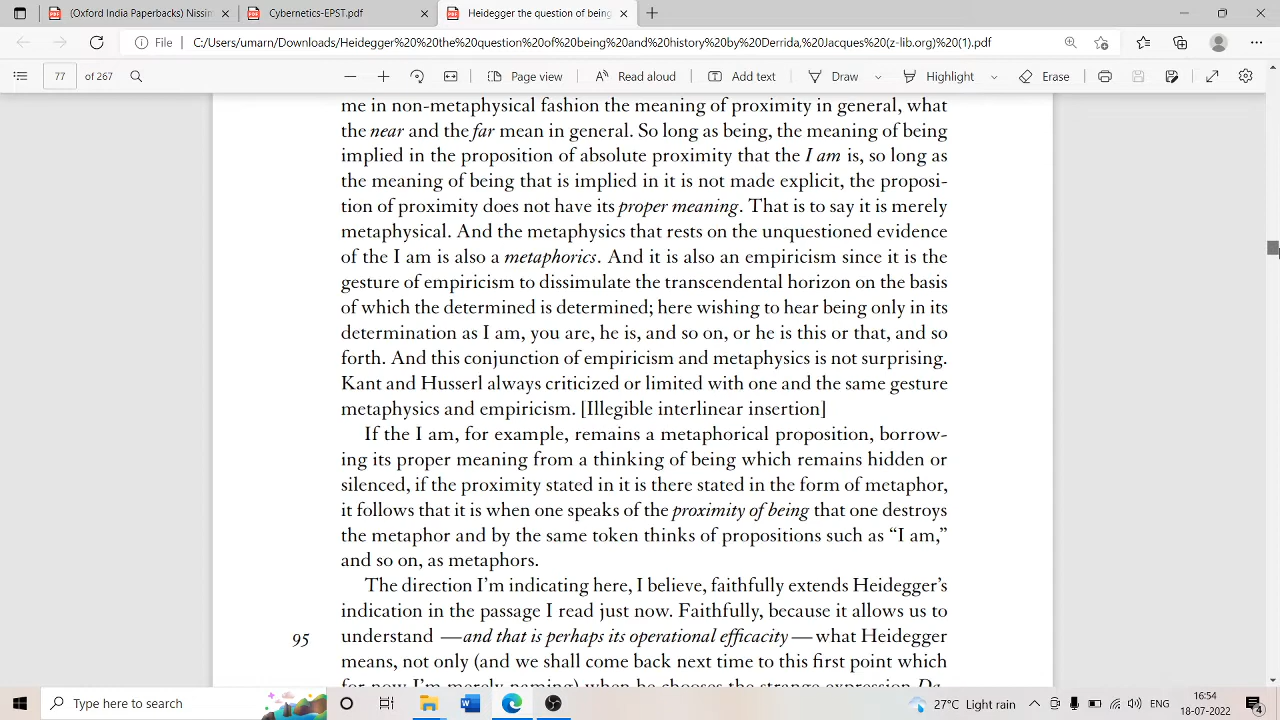 (Oxford India Paperbacks) Nissin
Cybernetics-EPST.pdf
Heidegger the question of being
File
C:/Users/umarn/Downloads/Heidegger%20%20the%20question%20of%20being%20and%20history%20by%20Derrida,%20Jacques%20(z-lib.org)%20(1).pdf
77 of 267
Page view
Read aloud
Add text
Draw
Highlight
Erase
me in non-metaphysical fashion the meaning of proximity in general, what
the near and the far mean in general. So long as being, the meaning of being
implied in the proposition of absolute proximity that the I am is, so long as
the meaning of being that is implied in it is not made explicit, the proposi-
tion of proximity does not have its proper meaning. That is to say it is merely
metaphysical. And the metaphysics that rests on the unquestioned evidence
of the I am is also a metaphorics. And it is also an empiricism since it is the
gesture of empiricism to dissimulate the transcendental horizon on the basis
of which the determined is determined; here wishing to hear being only in its
determination as I am, you are, he is, and so on, or he is this or that, and so
forth. And this conjunction of empiricism and metaphysics is not surprising.
Kant and Husserl always criticized or limited with one and the same gesture
metaphysics and empiricism. [Illegible interlinear insertion]
If the I am, for example, remains a metaphorical proposition, borrow-
ing its proper meaning from a thinking of being which remains hidden or
silenced, if the proximity stated in it is there stated in the form of metaphor,
it follows that it is when one speaks of the proximity of being that one destroys
the metaphor and by the same token thinks of propositions such as “I am,”
and so on, as metaphors.
The direction I’m indicating here, I believe, faithfully extends Heidegger’s
indication in the passage I read just now. Faithfully, because it allows us to
95 understand —and that is perhaps its operational efficacity — what Heidegger
means, not only (and we shall come back next time to this first point which
for now I’m merely naming) when he chooses the strange expression Da-
Type here to search
27°C Light rain
ENG
16:54
18-07-2022
4